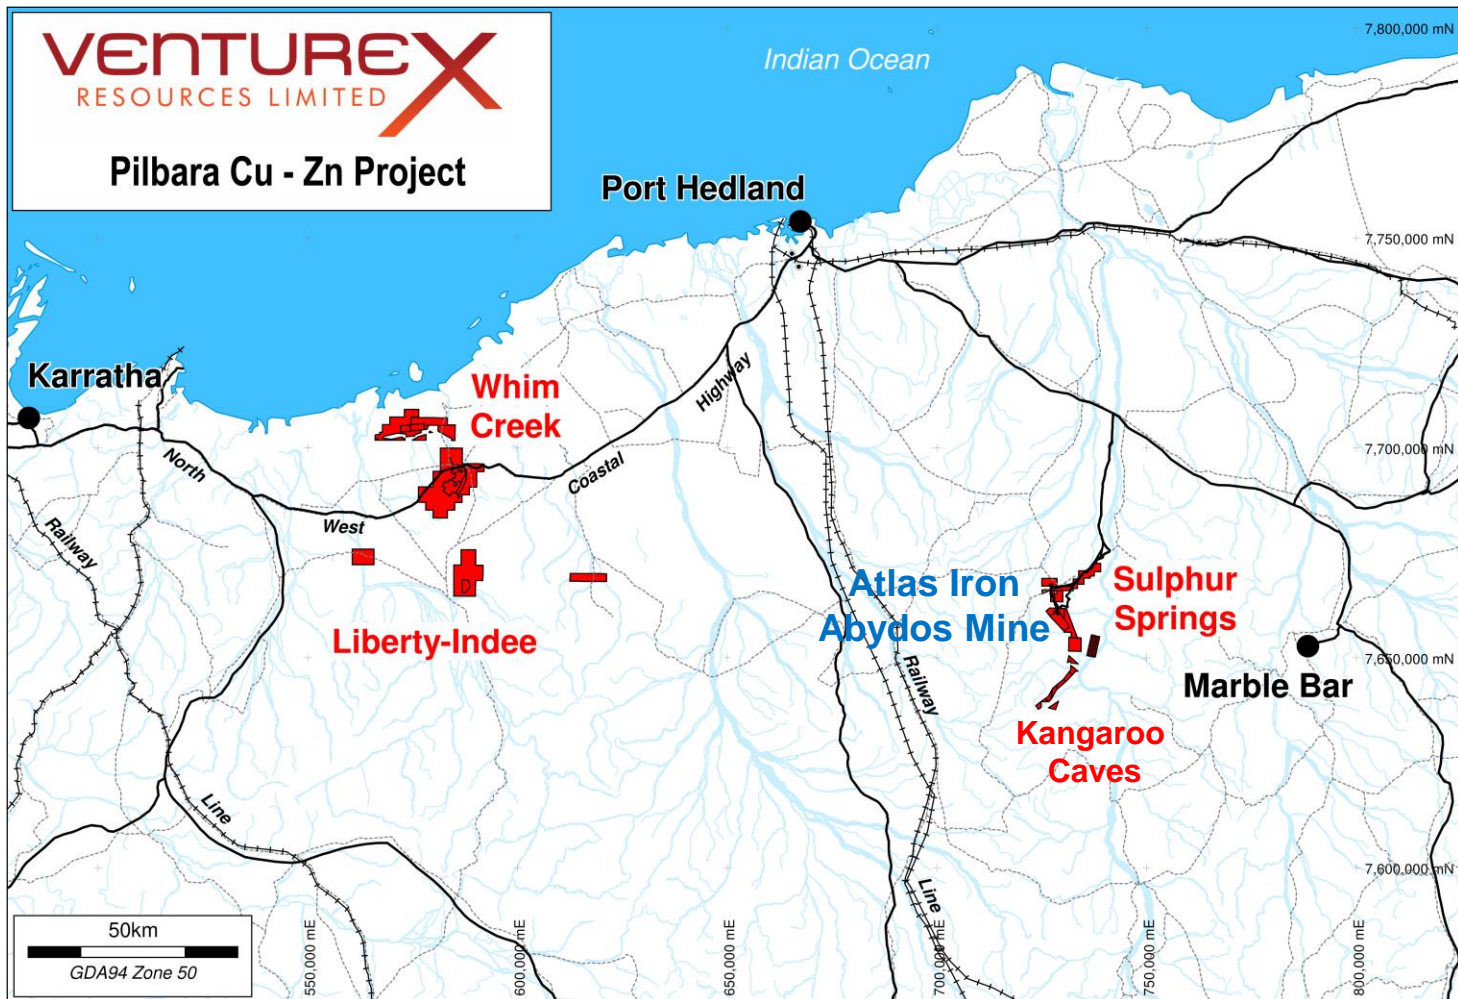 VENTUREX
RESOURCES LIMITED
Pilbara Cu - Zn Project
Indian Ocean
7,800,000 mN
Port Hedland
7,750,000 mN
Karratha
Whim
Creek
Highway
7,700,000 mN
North
Coastal
West
Railway
Atlas Iron
Abydos Mine
Sulphur
Springs
Liberty-Indee
7,650,000 mN
Railway
Marble Bar
Kangaroo
Caves
Line
7,600,000 mN
Line
50km
GDA94 Zone 50
550,000 mE
600,000 mE
650,000 mE
700,000 mE
750,000 mE
800,000 mE